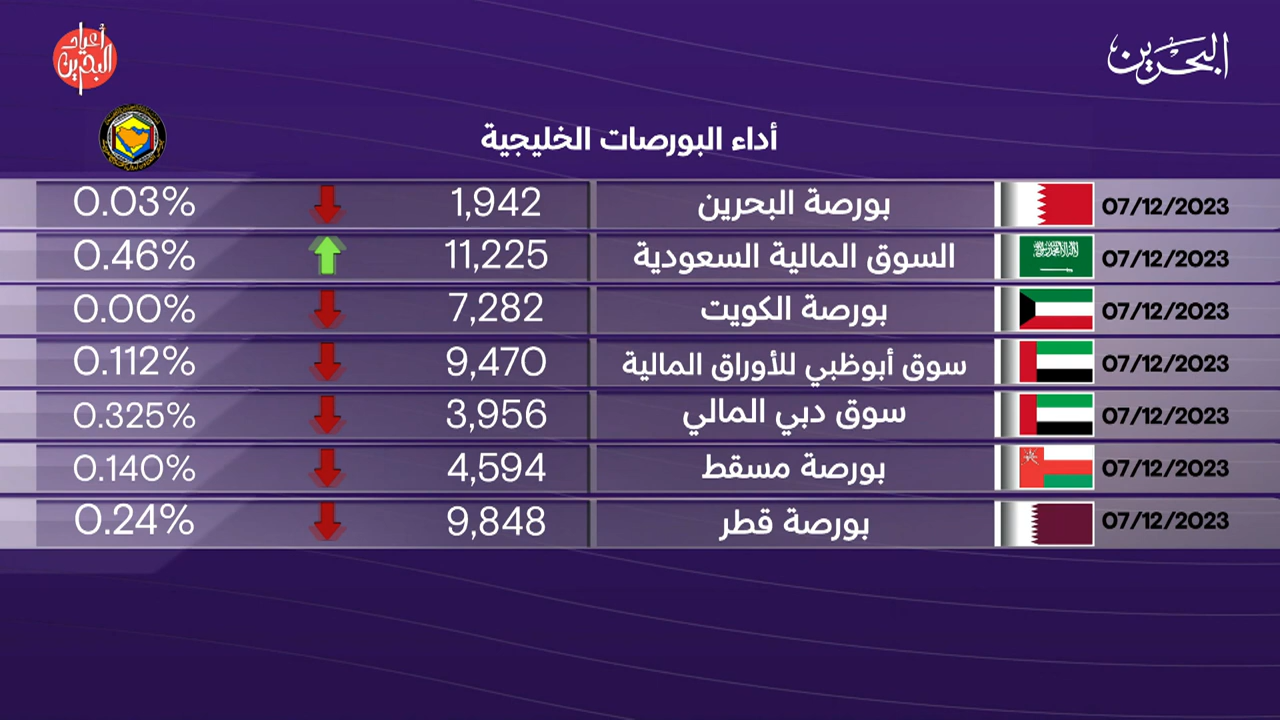 البحرين
أعياد البحرين
أداء البورصات الخليجية
07/12/2023 بورصة البحرين 1,942 0.03%
07/12/2023 السوق المالية السعودية 11,225 0.46%
07/12/2023 بورصة الكويت 7,282 0.00%
07/12/2023 سوق أبوظبي للأوراق المالية 9,470 0.112%
07/12/2023 سوق دبي المالي 3,956 0.325%
07/12/2023 بورصة مسقط 4,594 0.140%
07/12/2023 بورصة قطر 9,848 0.24%